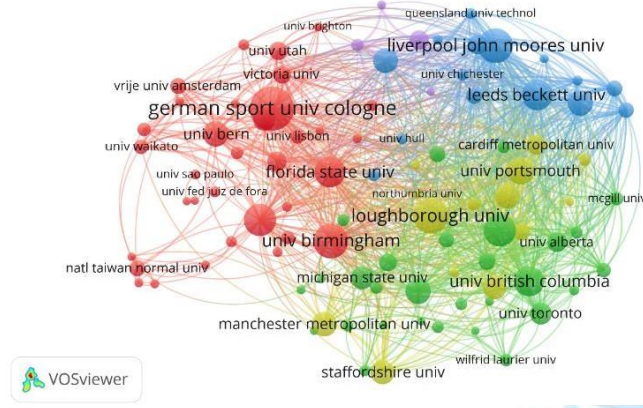 queensland univ technol
univ brighton
liverpool john moores univ
univ utah
victoria univ
univ chichester
vrije univ amsterdam
leeds beckett univ
german sport univ cologne
univ bern
univ lisbon
univ hull
cardiff metropolitan univ
univ waikato
univ sao paulo
florida state univ
univ portsmouth
univ fed juiz de fora
northumbria univ
mcgill univ
loughborough univ
univ birmingham
univ alberta
natl taiwan normal univ
michigan state univ
univ british columbia
univ toronto
manchester metropolitan univ
wilfrid laurier univ
staffordshire univ
VOSviewer